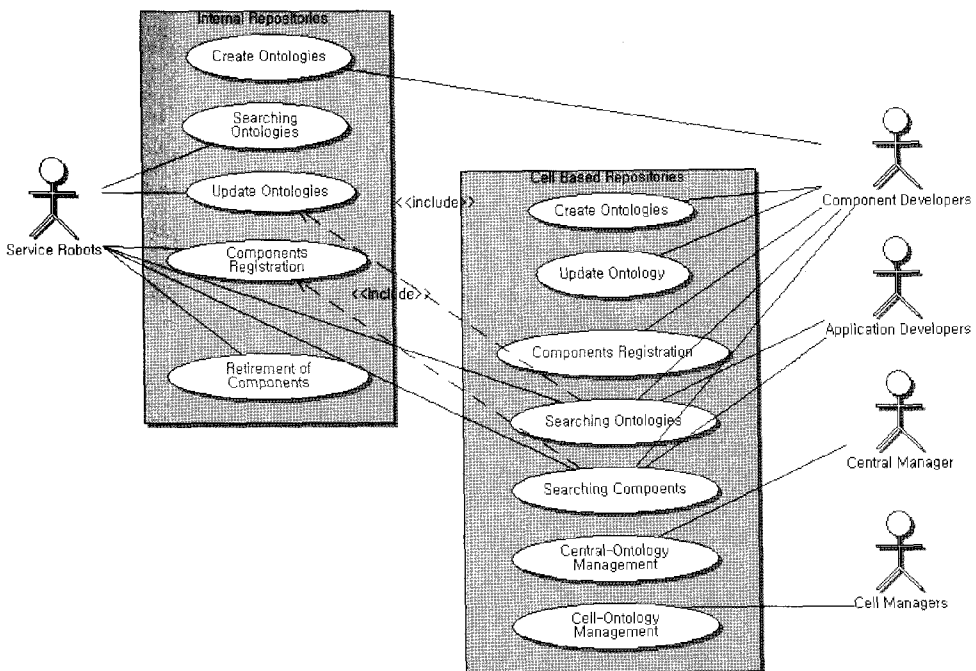 Internal Repositories
Create Ontologies
Searching
Ontologies
Update Ontologies
Components
Registration
Retirement of
Components
Service Robots
<<include>>
<<include>>
Cell Based Repositories
Create Ontologies
Update Ontology
Components Registration
Searching Ontologies
Searching Compoents
Central-Ontology
Management
Cell-Ontology
Management
Component Developers
Application Developers
Central Manager
Cell Managers